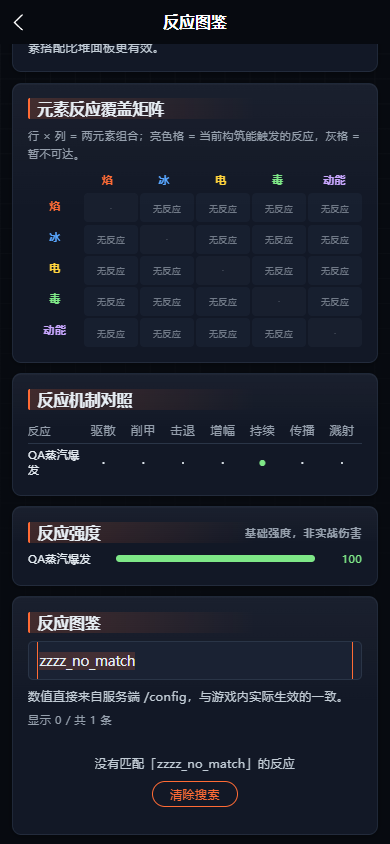 反应图鉴
素搭配比堆面板更有效。
元素反应覆盖矩阵
行 × 列 = 两元素组合；亮色格 = 当前构筑能触发的反应，灰格 =
暂不可达。
焰 冰 电 毒 动能
焰 - 无反应 无反应 无反应 无反应
冰 无反应 - 无反应 无反应 无反应
电 无反应 无反应 - 无反应 无反应
毒 无反应 无反应 无反应 - 无反应
动能 无反应 无反应 无反应 无反应 -
反应机制对照
反应 驱散 削甲 击退 增幅 持续 传播 溅射
QA蒸汽爆
发 · · · · ● · ·
反应强度 基础强度，非实战伤害
QA蒸汽爆发 100
反应图鉴
zzzz_no_match
数值直接来自服务端 /config，与游戏内实际生效的一致。
显示 0 / 共 1 条
没有匹配「zzzz_no_match」的反应
清除搜索